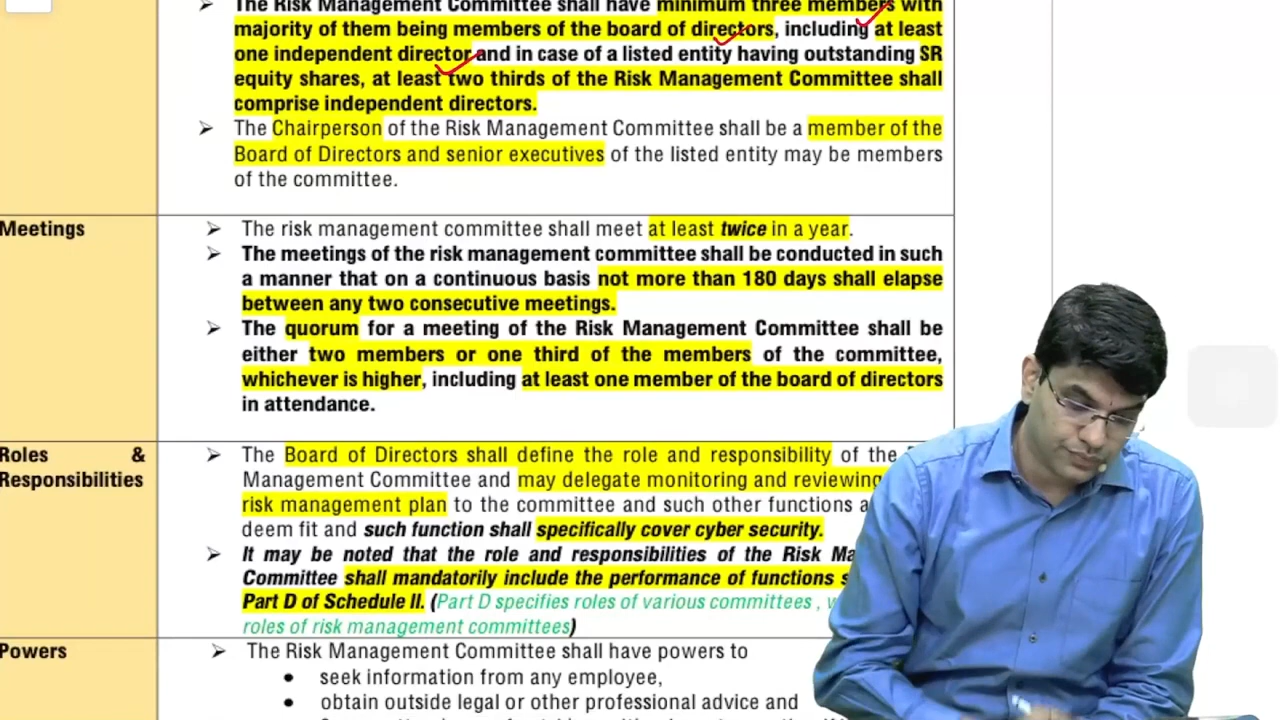 The Risk Management Committee shall have minimum three members with
majority of them being members of the board of directors, including at least
one independent director and in case of a listed entity having outstanding SR
equity shares, at least two thirds of the Risk Management Committee shall
comprise independent directors.
The Chairperson of the Risk Management Committee shall be a member of the
Board of Directors and senior executives of the listed entity may be members
of the committee.
Meetings
The risk management committee shall meet at least twice in a year.
The meetings of the risk management committee shall be conducted in such
a manner that on a continuous basis not more than 180 days shall elapse
between any two consecutive meetings.
The quorum for a meeting of the Risk Management Committee shall be
either two members or one third of the members of the committee,
whichever is higher, including at least one member of the board of directors
in attendance.
Roles &
Responsibilities
The Board of Directors shall define the role and responsibility of the
Management Committee and may delegate monitoring and reviewing
risk management plan to the committee and such other functions
deem fit and such function shall specifically cover cyber security.
It may be noted that the role and responsibilities of the Risk
Committee shall mandatorily include the performance of functions
Part D of Schedule II. (Part D specifies roles of various committees ,
roles of risk management committees)
Powers
The Risk Management Committee shall have powers to
seek information from any employee,
obtain outside legal or other professional advice and